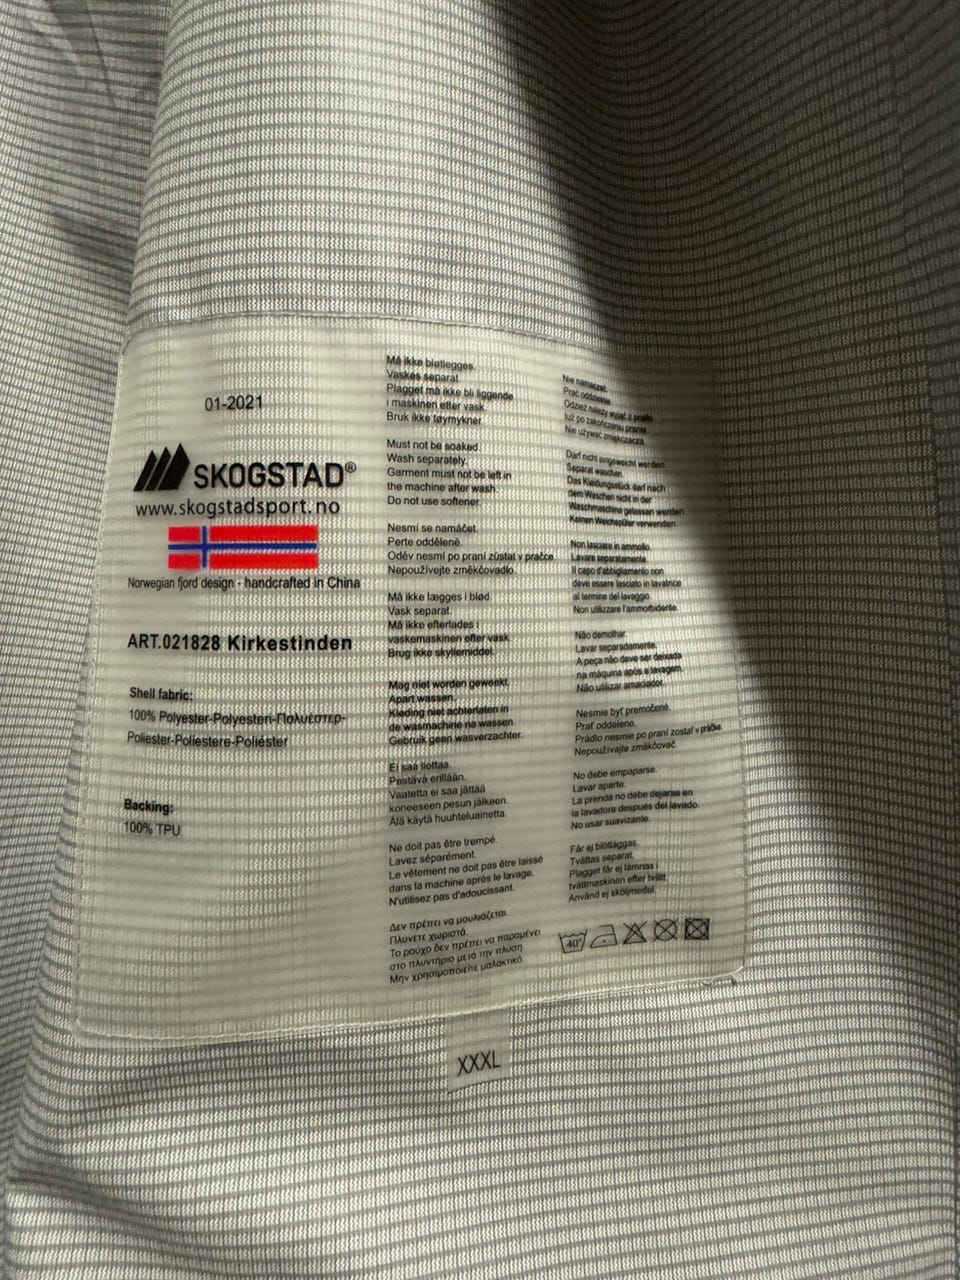 01-2021
SKOGSTAD®
www.skogstadsport.no
Norwegian fjord design - handcrafted in China
ART.021828 Kirkestinden
Shell fabric:
100% Polyester-Polyesteri-Πολυέστερ-
Poliester-Poliestere-Poliéster
Backing:
100% TPU
Må ikke bløtlegges.
Vaskes separat.
Plagget må ikke bli liggende
i maskinen etter vask.
Bruk ikke tøymykner.
Must not be soaked.
Wash separately.
Garment must not be left in
the machine after wash.
Do not use softener.
Nesmí se namáčet.
Perte odděleně.
Oděv nesmí po praní zůstat v pračce.
Nepoužívejte změkčovadlo.
Må ikke lægges i blød.
Vask separat.
Må ikke efterlades i
vaskemaskinen efter vask.
Brug ikke skyllemiddel.
Mag niet worden geweekt.
Apart wassen.
Kleding niet achterlaten in
de wasmachine na wassen.
Gebruik geen wasverzachter.
Ei saa liottaa.
Pestävä erillään.
Vaatetta ei saa jättää
koneeseen pesun jälkeen.
Älä käytä huuhteluainetta.
Ne doit pas être trempé.
Lavez séparément.
Le vêtement ne doit pas être laissé
dans la machine après le lavage.
N'utilisez pas d'adoucissant.
Δεν πρέπει να μουλιάζεται.
Πλύνετε χωριστά.
Το ρούχο δεν πρέπει να παραμένει
στο πλυντήριο μετά την πλύση.
Μην χρησιμοποιείτε μαλακτικό.
Nie namaczać.
Prać oddzielnie.
Odzież należy wyjąć z pralki
tuż po zakończeniu prania.
Nie używać zmiękczacza.
Darf nicht eingeweicht werden.
Separat waschen.
Das Kleidungsstück darf nach
dem Waschen nicht in der
Waschmaschine gelassen werden.
Keinen Weichspüler verwenden.
Non lasciare in ammollo.
Lavare separatamente.
Il capo d'abbigliamento non
deve essere lasciato in lavatrice
al termine del lavaggio.
Non utilizzare l'ammorbidente.
Não demolhar.
Lavar separadamente.
A peça não deve ser deixada
na máquina após a lavagem.
Não utilizar amaciador.
Nesmie byť premočené.
Prať oddelene.
Prádlo nesmie po praní zostať v práčke.
Nepoužívajte zmäkčovač.
No debe empaparse.
Lavar aparte.
La prenda no debe dejarse en
la lavadora después del lavado.
No usar suavizante.
Får ej blötläggas.
Tvättas separat.
Plagget får ej lämnas i
tvättmaskinen efter tvätt.
Använd ej sköljmedel.
40°
XXXL